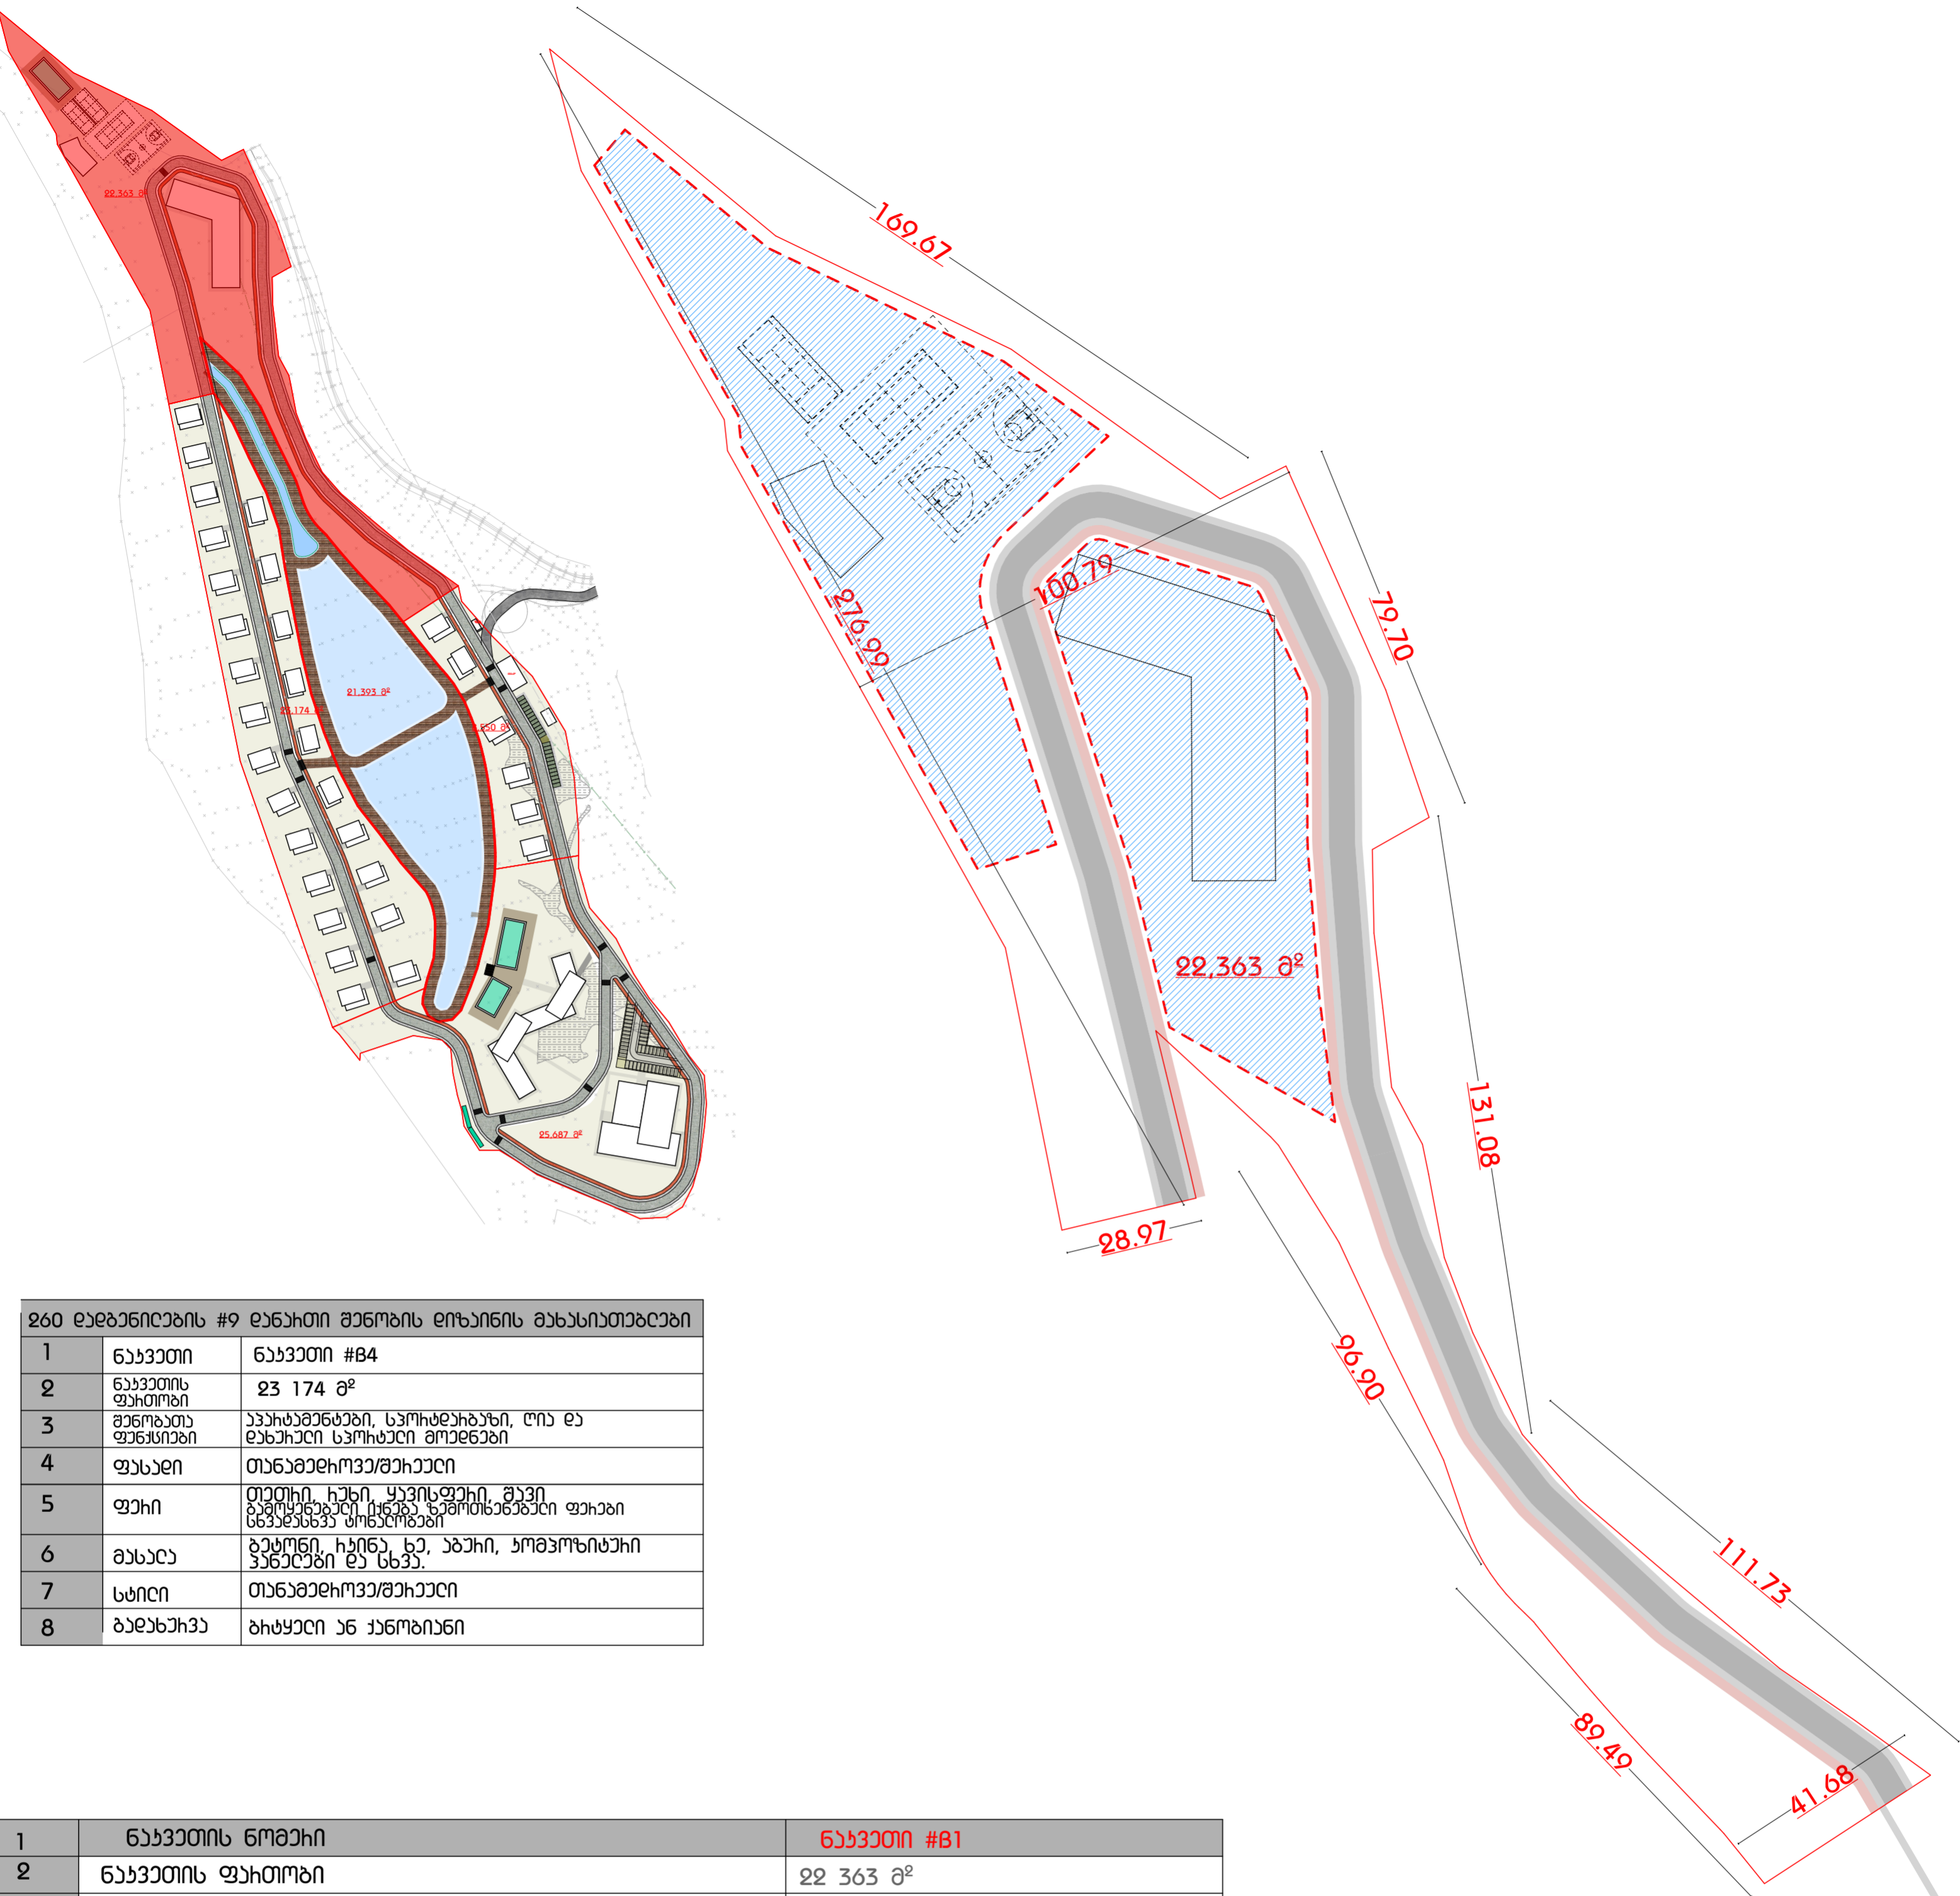 22.363 მ²
21.393 მ²
23.174
550 მ²
25.687 მ²
169.67
100.79
276.99
79.70
22,363 მ²
131.08
28.97
96.90
111.73
89.49
41.68
260 დადგენილების #9 დანართი შენობის დიზაინის მახასიათებლები
1 ნაკვეთი ნაკვეთი #B4
2 ნაკვეთის ფართობი 23 174 მ²
3 შენობათა ფუნქციები აპარტამენტები, სპორტდარბაზი, ღია და
დახურული სპორტული მოედნები
4 ფასადი თანამედროვე/შერეული
5 ფერი თეთრი, რუხი, ყავისფერი, შავი
გამოყენებული იქნება ზემოთხსენებული ფერები
სხვადასხვა ტონალობები
6 მასალა ბეტონი, რკინა, ხე, აგური, კომპოზიტური
პანელები და სხვა.
7 სტილი თანამედროვე/შერეული
8 გადახურვა ბრტყელი ან ქანობიანი
1 ნაკვეთის ნომერი ნაკვეთი #B1
2 ნაკვეთის ფართობი 22 363 მ²